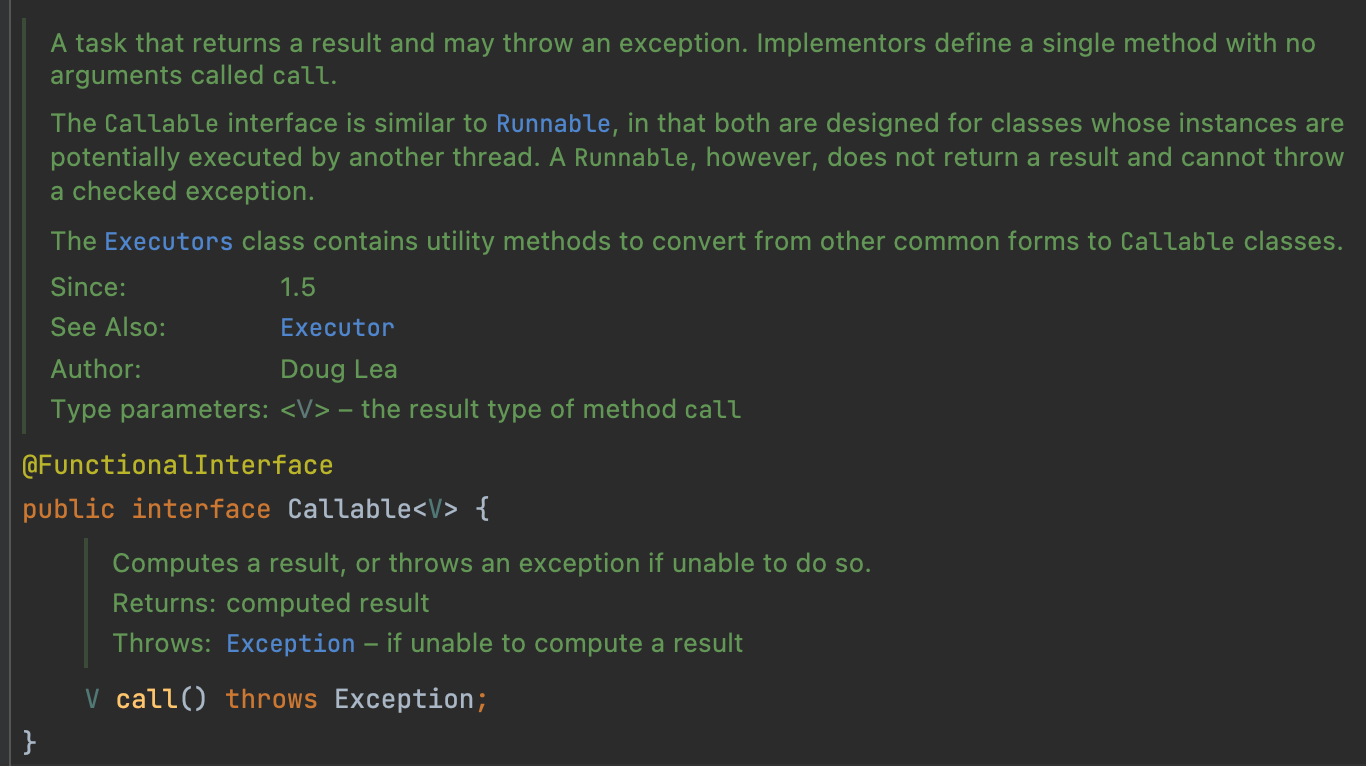 A task that returns a result and may throw an exception. Implementors define a single method with no
arguments called call.
The Callable interface is similar to Runnable, in that both are designed for classes whose instances are
potentially executed by another thread. A Runnable, however, does not return a result and cannot throw
a checked exception.
The Executors class contains utility methods to convert from other common forms to Callable classes.
Since: 1.5
See Also: Executor
Author: Doug Lea
Type parameters: <V> – the result type of method call
@FunctionalInterface
public interface Callable<V> {
Computes a result, or throws an exception if unable to do so.
Returns: computed result
Throws: Exception – if unable to compute a result
V call() throws Exception;
}